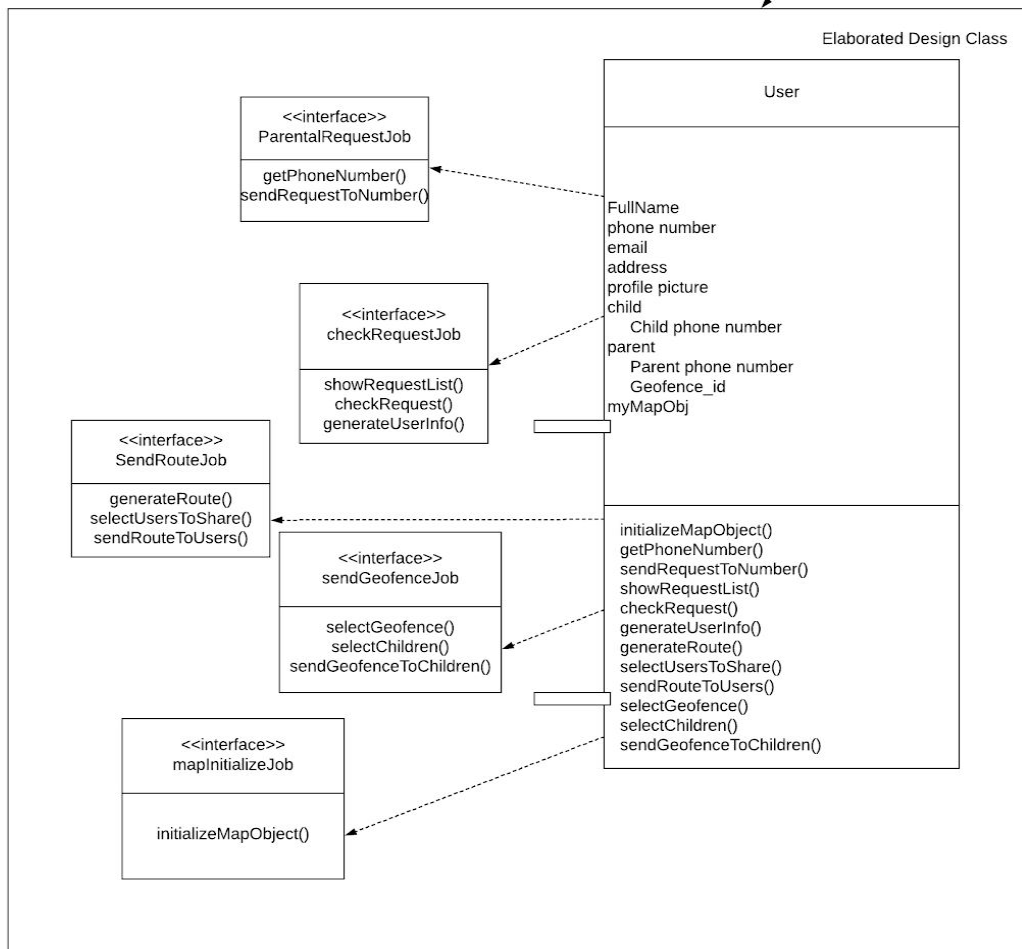 Elaborated Design Class
User
<<interface>>
ParentalRequestJob
getPhoneNumber()
sendRequestToNumber()
FullName
phone number
email
address
profile picture
child
Child phone number
parent
Parent phone number
Geofence_id
myMapObj
<<interface>>
checkRequestJob
showRequestList()
checkRequest()
generateUserInfo()
<<interface>>
SendRouteJob
generateRoute()
selectUsersToShare()
sendRouteToUsers()
<<interface>>
sendGeofenceJob
selectGeofence()
selectChildren()
sendGeofenceToChildren()
initializeMapObject()
getPhoneNumber()
sendRequestToNumber()
showRequestList()
checkRequest()
generateUserInfo()
generateRoute()
selectUsersToShare()
sendRouteToUsers()
selectGeofence()
selectChildren()
sendGeofenceToChildren()
<<interface>>
mapInitializeJob
initializeMapObject()